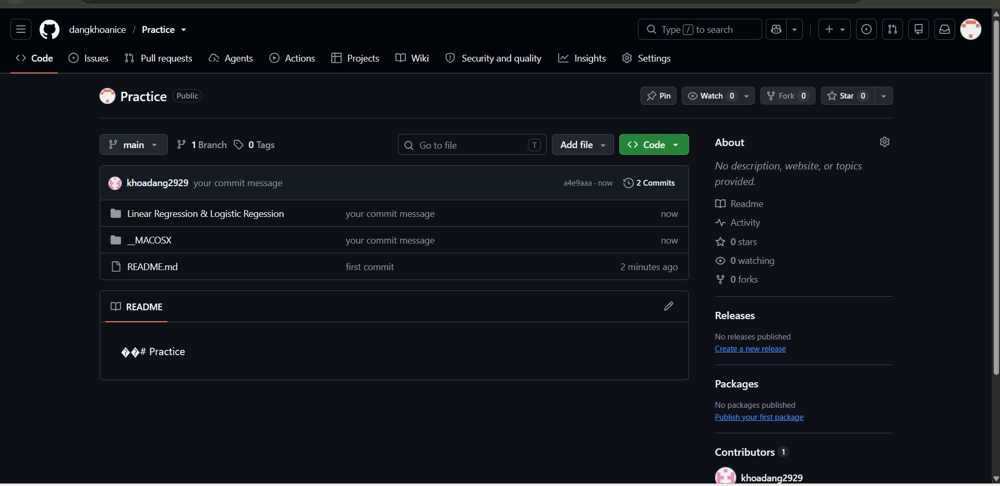 dangkhoanice / Practice
Type / to search
Code
Issues
Pull requests
Agents
Actions
Projects
Wiki
Security and quality
Insights
Settings
Practice
Public
Pin
Watch 0
Fork 0
Star 0
main
1 Branch
0 Tags
Go to file
T
Add file
Code
khoadang2929 your commit message
a4e9aaa · now
2 Commits
Linear Regression & Logistic Regession
your commit message
now
__MACOSX
your commit message
now
README.md
first commit
2 minutes ago
README
��# Practice
About
No description, website, or topics
provided.
Readme
Activity
0 stars
0 watching
0 forks
Releases
No releases published
Create a new release
Packages
No packages published
Publish your first package
Contributors 1
khoadang2929